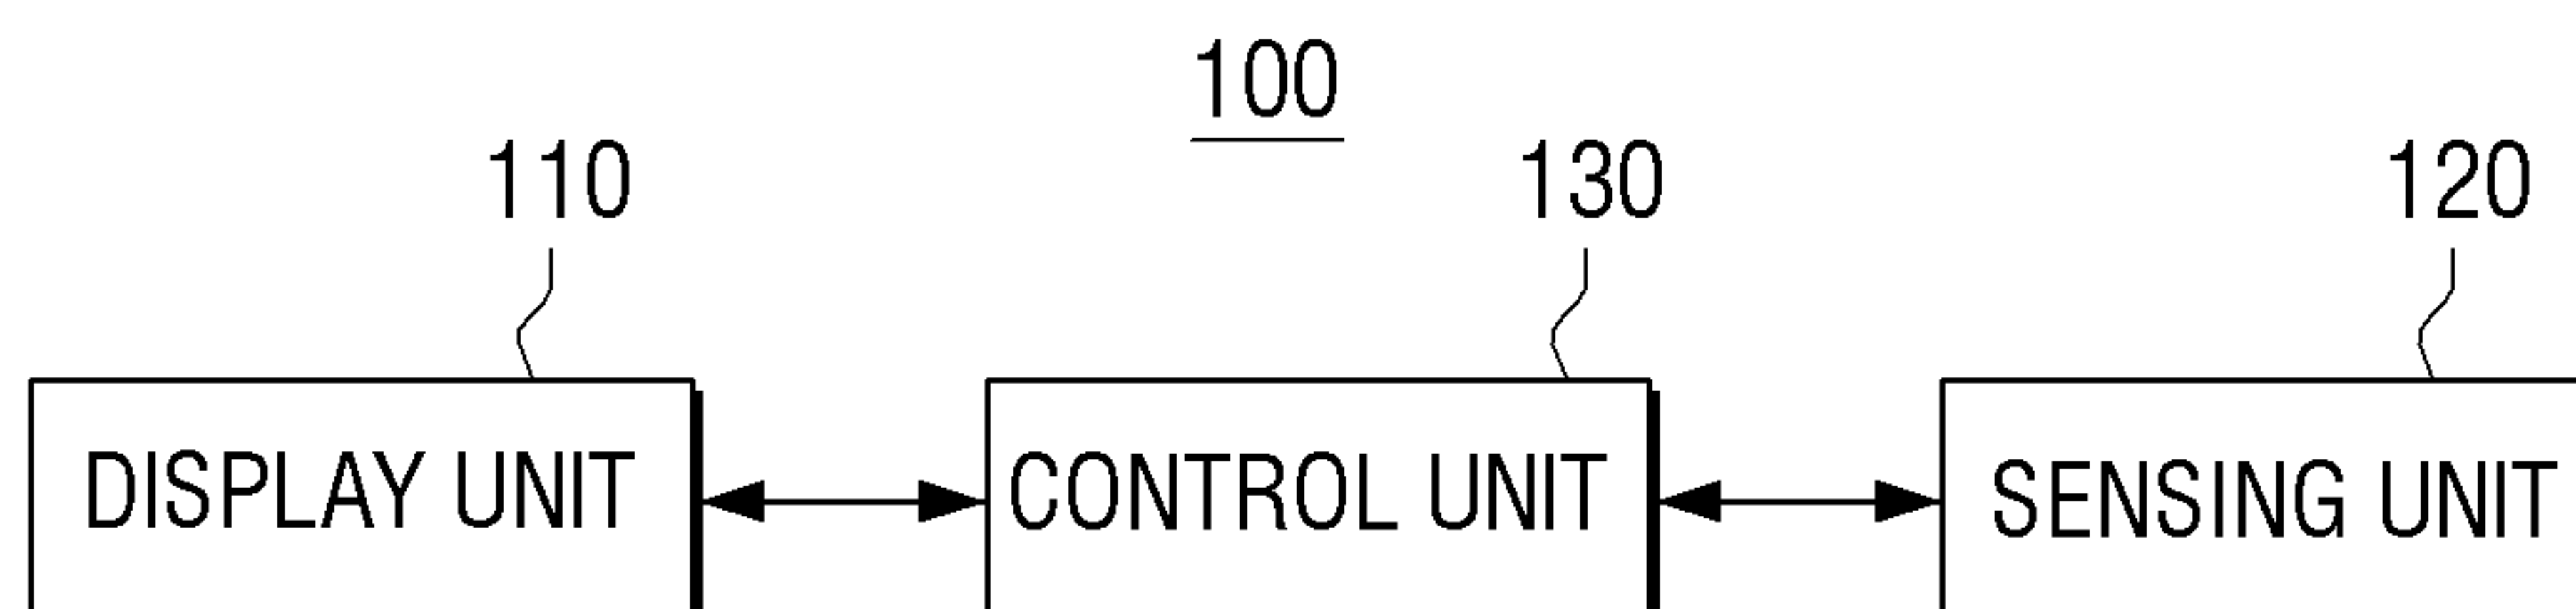 100
110
130
120
DISPLAY UNIT
CONTROL UNIT
SENSING UNIT